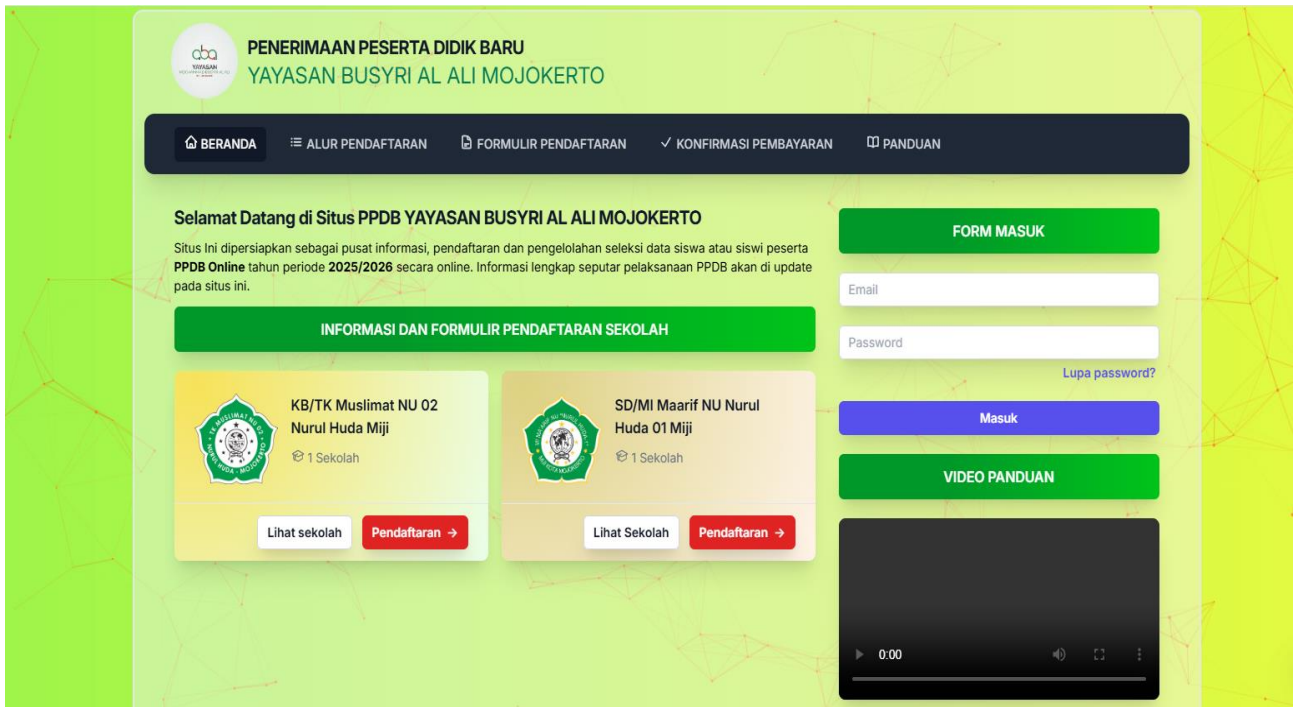 aba
YAYASAN
PENERIMAAN PESERTA DIDIK BARU
YAYASAN BUSYRI AL ALI MOJOKERTO
BERANDA
ALUR PENDAFTARAN
FORMULIR PENDAFTARAN
KONFIRMASI PEMBAYARAN
PANDUAN
Selamat Datang di Situs PPDB YAYASAN BUSYRI AL ALI MOJOKERTO
Situs Ini dipersiapkan sebagai pusat informasi, pendaftaran dan pengelolahan seleksi data siswa atau siswi peserta
PPDB Online tahun periode 2025/2026 secara online. Informasi lengkap seputar pelaksanaan PPDB akan di update
pada situs ini.
INFORMASI DAN FORMULIR PENDAFTARAN SEKOLAH
KB/TK Muslimat NU 02
Nurul Huda Miji
1 Sekolah
Lihat sekolah
Pendaftaran →
SD/MI Maarif NU Nurul
Huda 01 Miji
1 Sekolah
Lihat Sekolah
Pendaftaran →
FORM MASUK
Email
Password
Lupa password?
Masuk
VIDEO PANDUAN
0:00